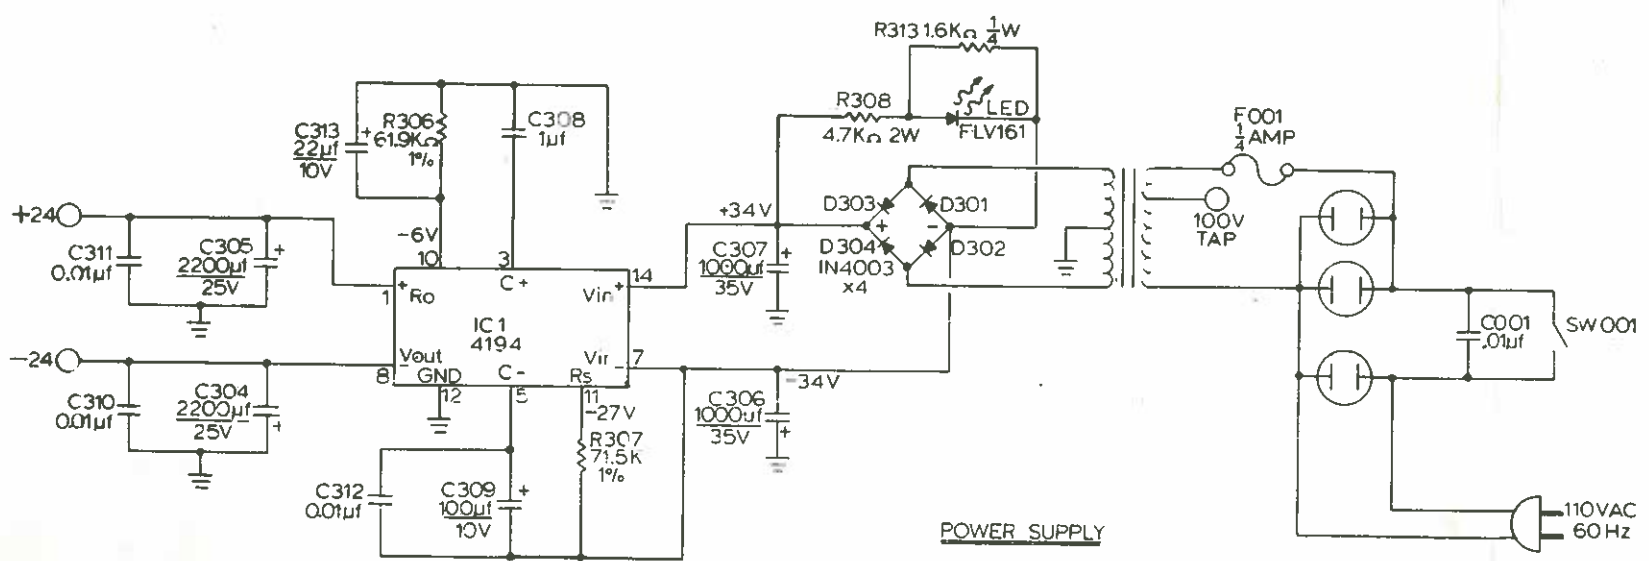 R313 1.6KΩ 1/4W
R308
4.7KΩ 2W
LED
FLV161
F001
1/4 AMP
100V
TAP
C313
22µf
10V
R306
61.9KΩ
1%
C308
1µf
+24
C311
0.01µf
C305
2200µf
25V
-6V
10
3
+34V
C307
1000µf
35V
D303
D301
D304
D302
IN4003
x4
+
-
1
+
Ro
C+
Vin
+
14
IC1
4194
C001
.01µf
SW001
-24
8
Vout
-
GND
12
C-
5
Rs
11
Vin
-
7
-34V
C310
0.01µf
C304
2200µf
25V
-27V
R307
71.5K
1%
C306
1000uf
35V
C312
0.01µf
C309
100µf
10V
POWER SUPPLY
110VAC
60Hz